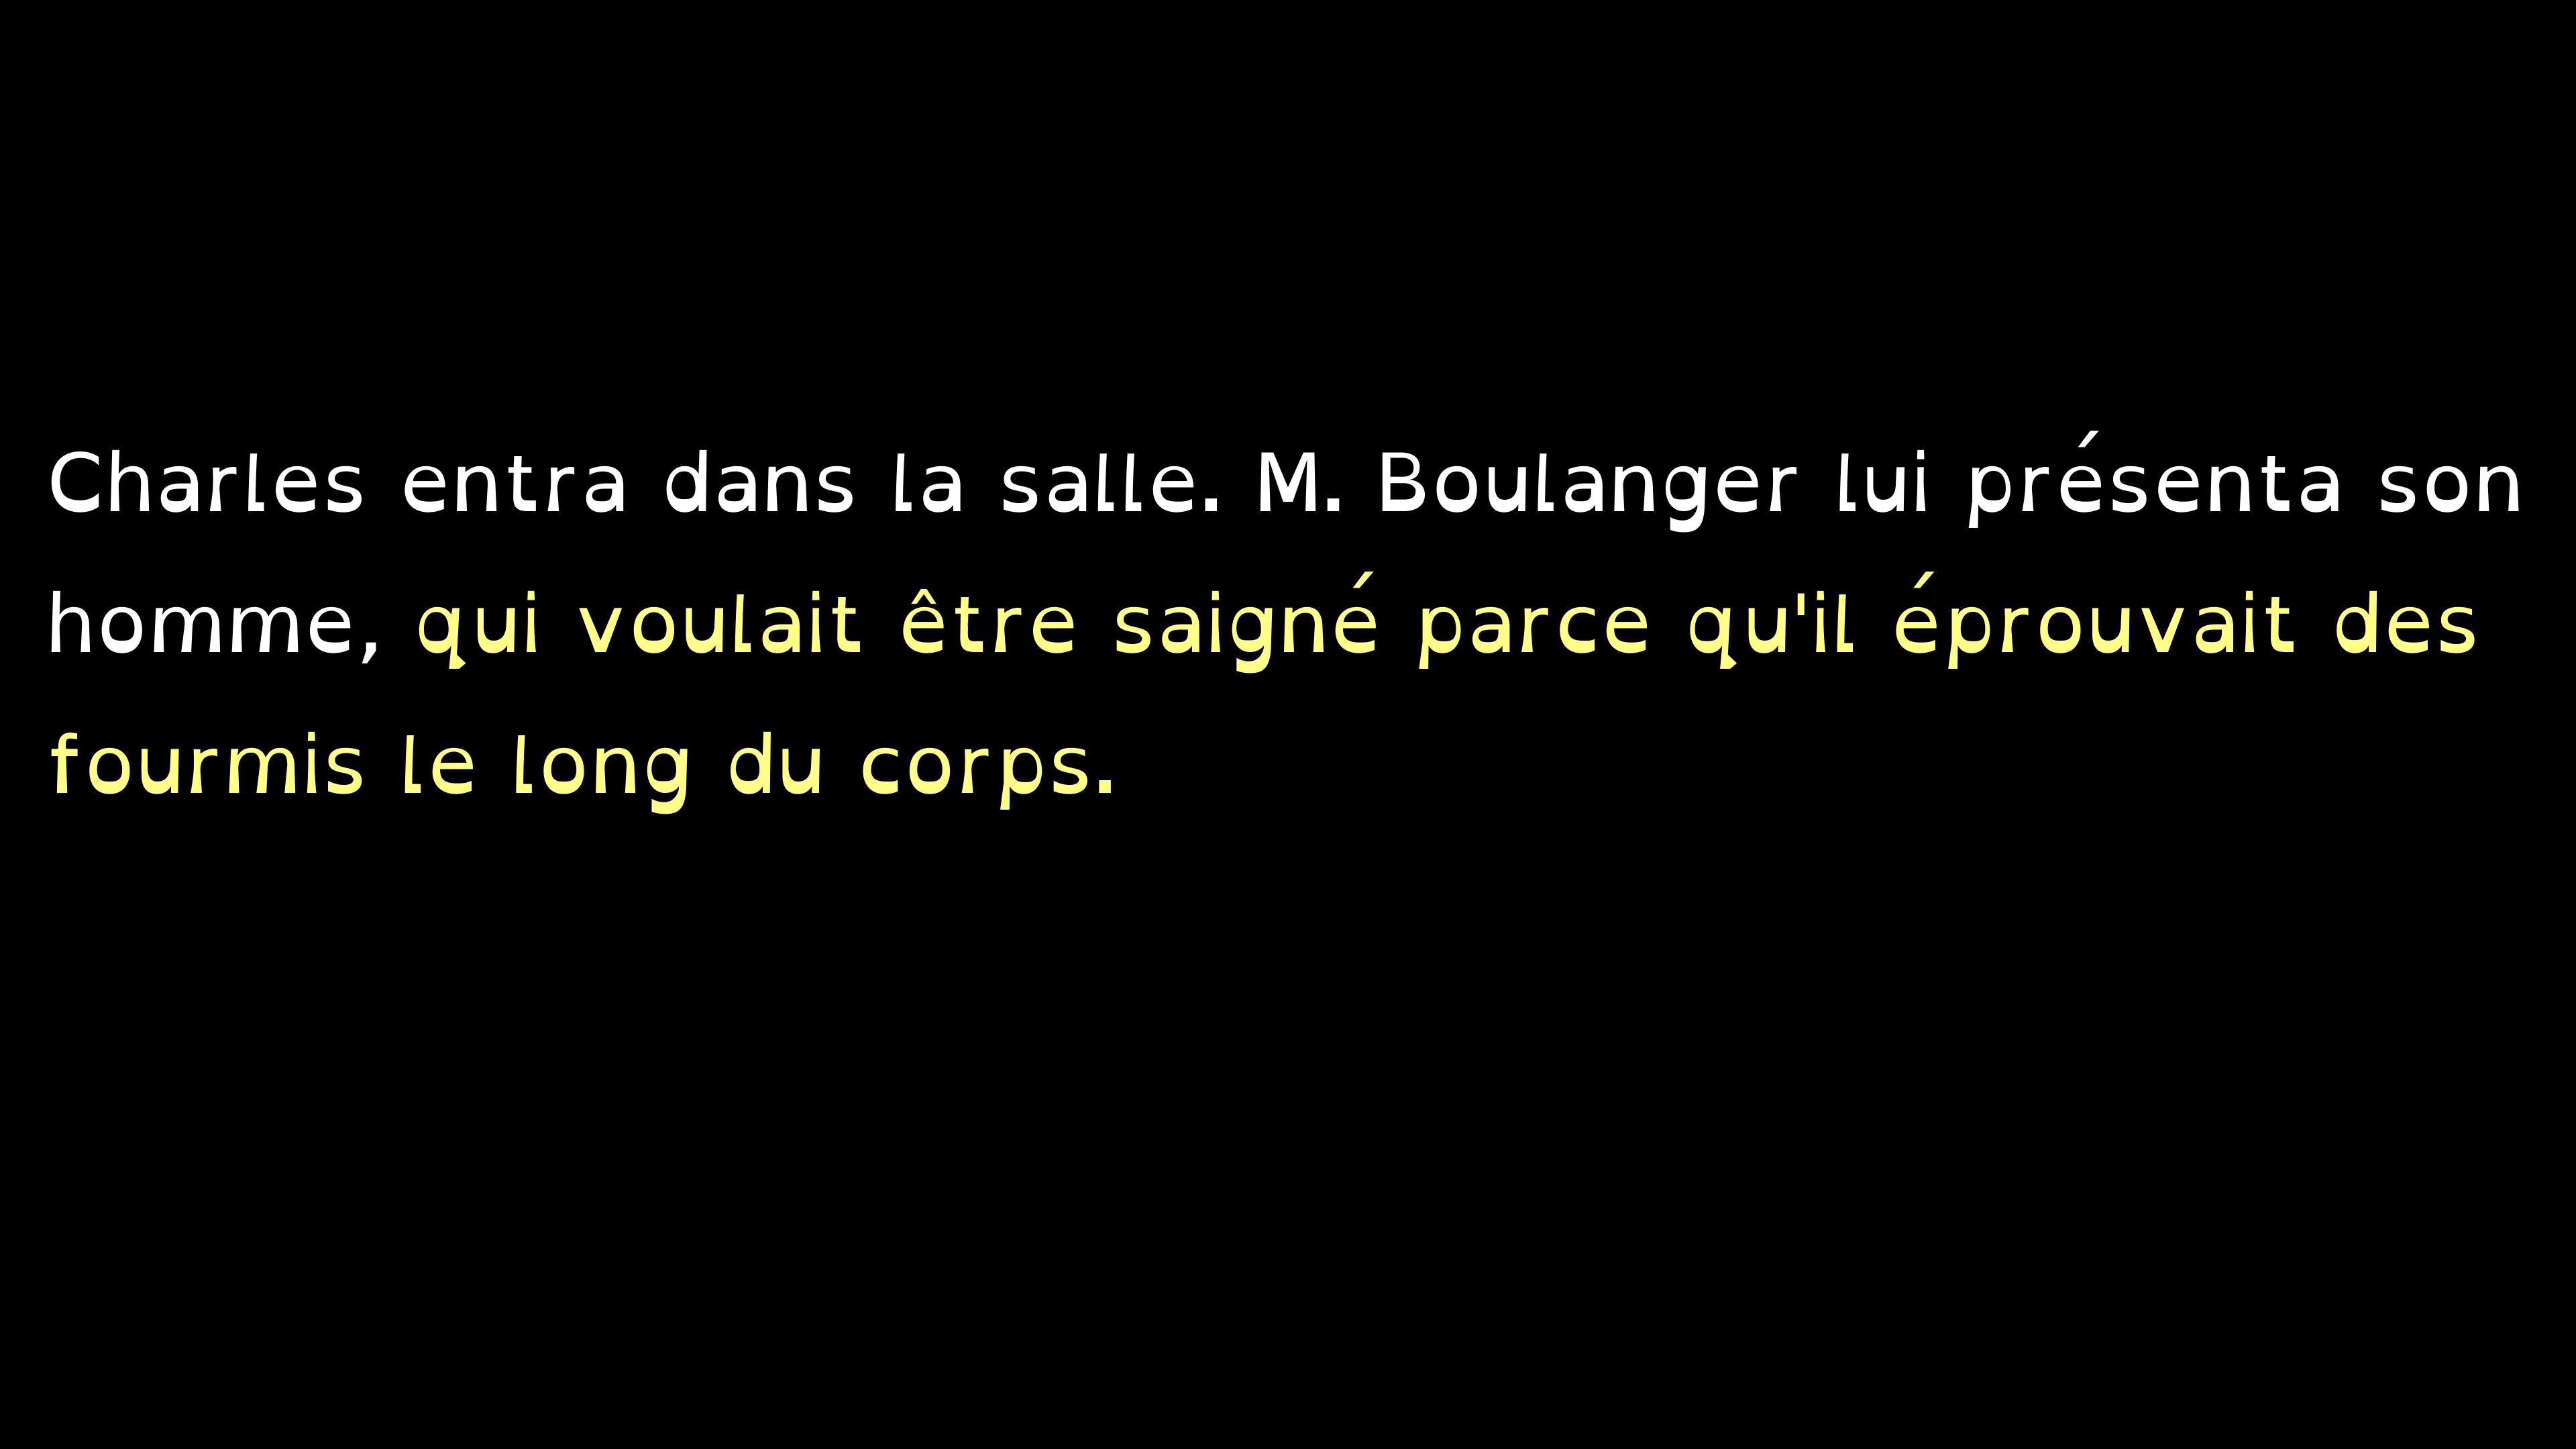 Charles entra dans la salle. M. Boulanger lui présenta son
homme, qui voulait être saigné parce qu'il éprouvait des
fourmis le long du corps.